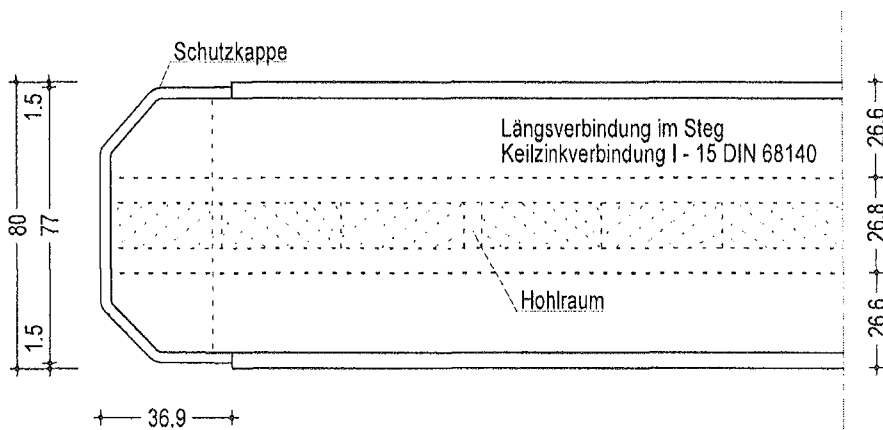 Schutzkappe
1.5
80
77
1.5
Längsverbindung im Steg
Keilzinkverbindung I - 15 DIN 68140
26.6
26.8
26.6
Hohlraum
36,9